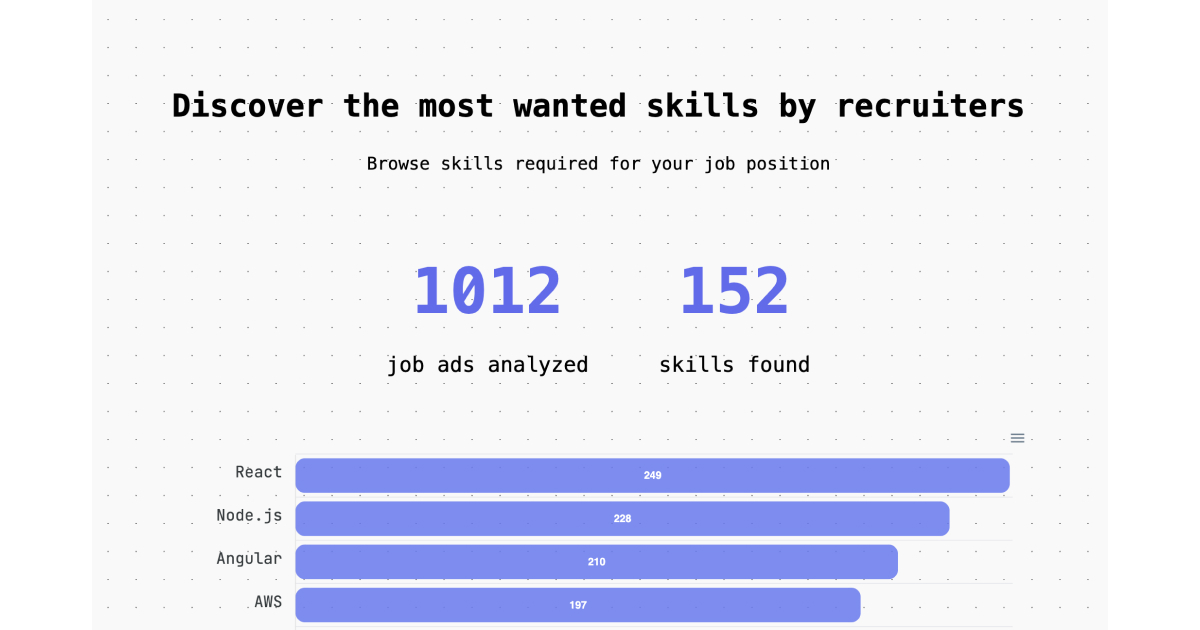 Discover the most wanted skills by recruiters
Browse skills required for your job position
1012 152
job ads analyzed skills found
React 249
Node.js 228
Angular 210
AWS 197